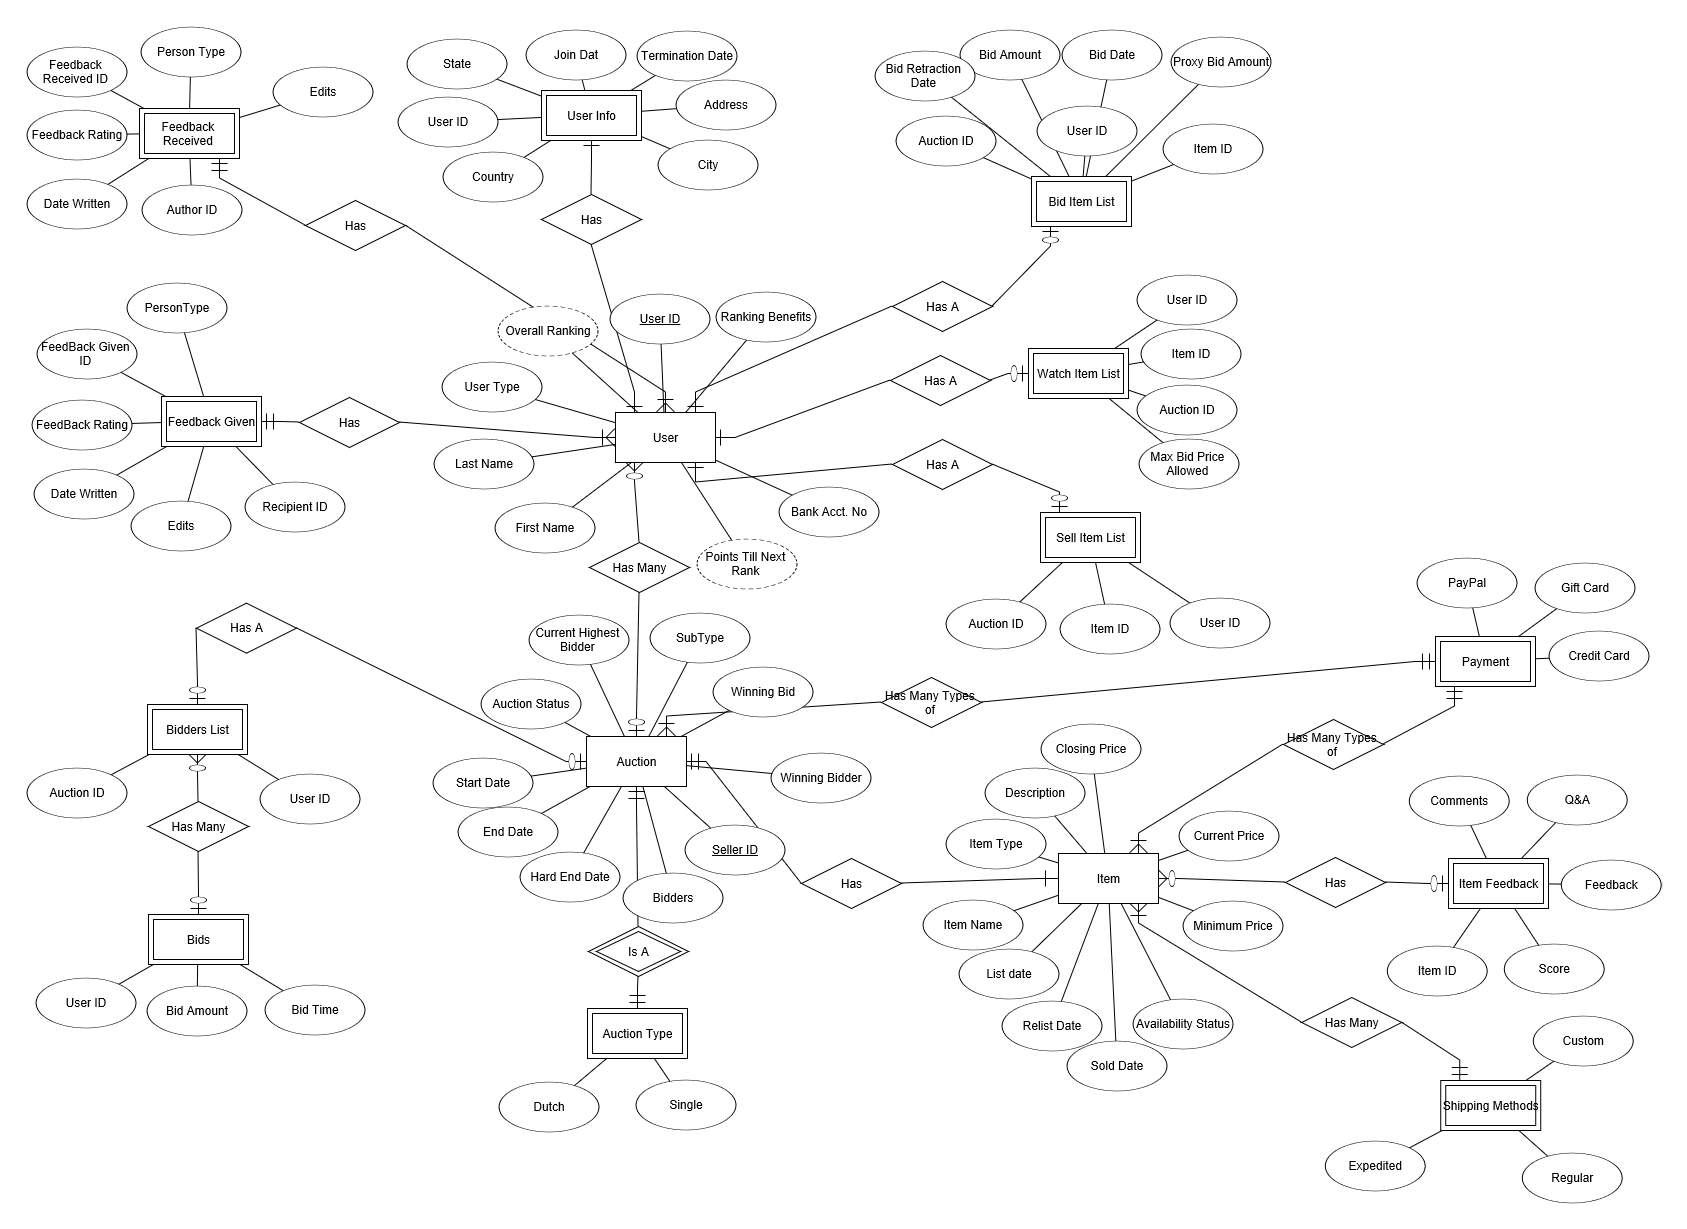 Person Type
Feedback
Received ID
Edits
Feedback
Received
Feedback Rating
Date Written
Author ID
Has
State
Join Dat
Termination Date
User ID
User Info
Address
Country
City
Has
Bid Retraction
Date
Bid Amount
Bid Date
Proxy Bid Amount
Auction ID
User ID
Item ID
Bid Item List
Has A
PersonType
FeedBack Given
ID
FeedBack Rating
Feedback Given
Date Written
Edits
Recipient ID
Has
Overall Ranking
User ID
Ranking Benefits
User Type
User
Last Name
First Name
Bank Acct. No
Points Till Next
Rank
Has A
User ID
Item ID
Watch Item List
Auction ID
Max Bid Price
Allowed
Has A
Sell Item List
Auction ID
Item ID
User ID
Has Many
Has A
Bidders List
Auction ID
User ID
Has Many
Bids
User ID
Bid Amount
Bid Time
Current Highest
Bidder
SubType
Auction Status
Winning Bid
Auction
Start Date
Winning Bidder
End Date
Hard End Date
Seller ID
Bidders
Is A
Auction Type
Dutch
Single
Has Many Types
of
PayPal
Gift Card
Payment
Credit Card
Has Many Types
of
Closing Price
Description
Item Type
Current Price
Item
Item Name
Minimum Price
List date
Relist Date
Availability Status
Sold Date
Has
Has
Comments
Q&A
Item Feedback
Feedback
Item ID
Score
Has Many
Custom
Shipping Methods
Expedited
Regular